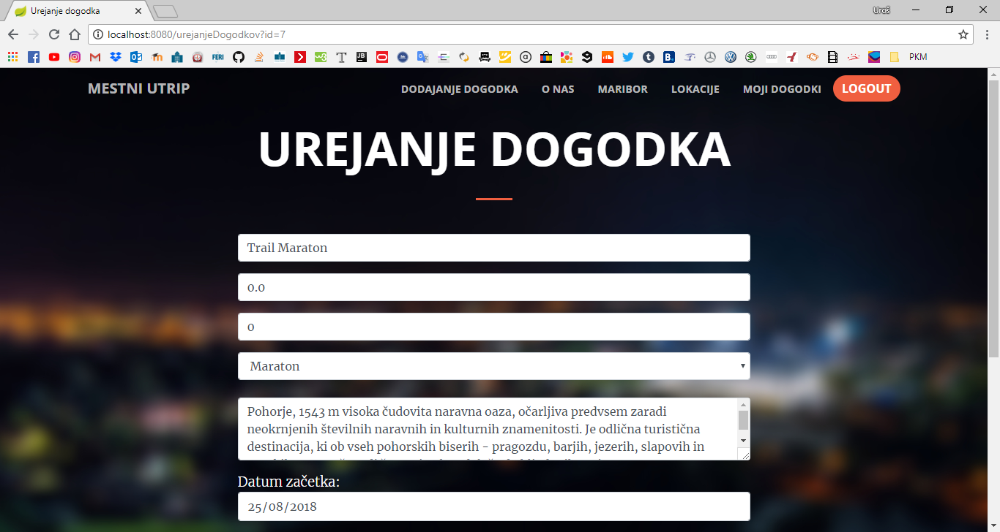 Urejanje dogodka
Uroš
localhost:8080/urejanjeDogodkov?id=7
PKM
MESTNI UTRIP
DODAJANJE DOGODKA
O NAS
MARIBOR
LOKACIJE
MOJI DOGODKI
LOGOUT
UREJANJE DOGODKA
Trail Maraton
0.0
0
Maraton
Pohorje, 1543 m visoka čudovita naravna oaza, očarljiva predvsem zaradi
neokrnjenih številnih naravnih in kulturnih znamenitosti. Je odlična turistična
destinacija, ki ob vseh pohorskih biserih - pragozdu, barjih, jezerih, slapovih in
Datum začetka:
25/08/2018